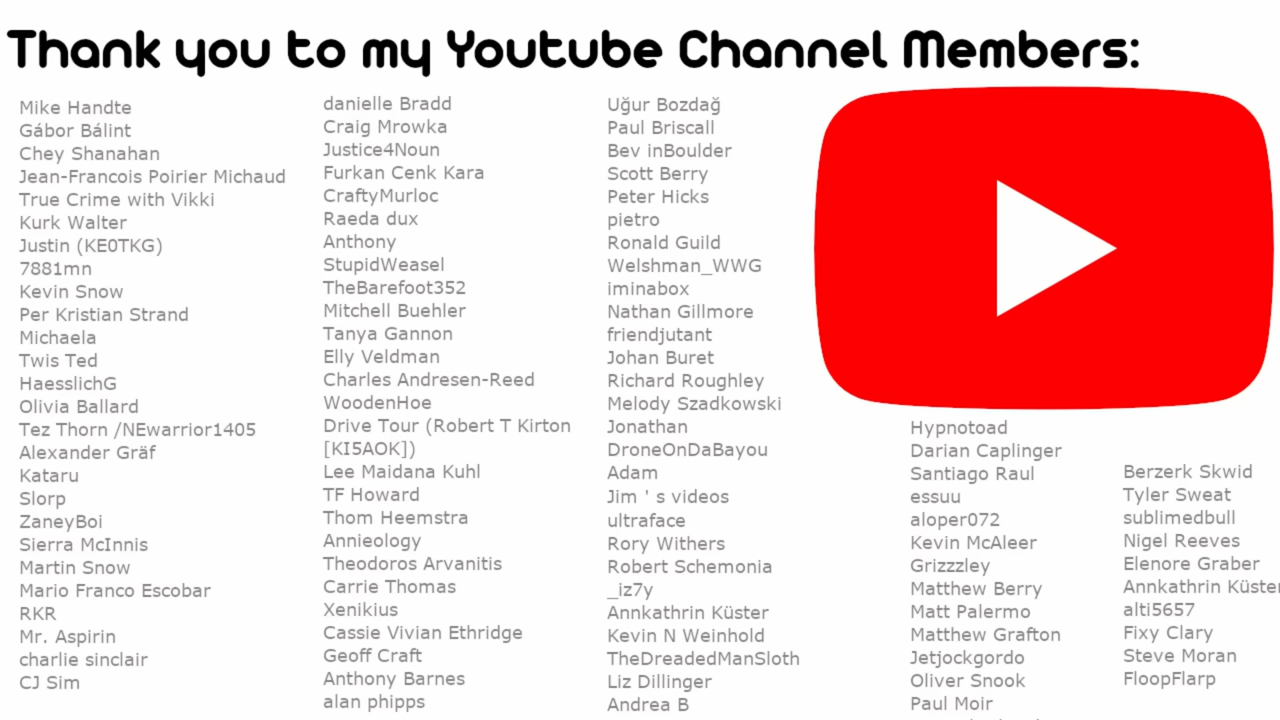 Thank you to my Youtube Channel Members:
Mike Handte
Gábor Bálint
Chey Shanahan
Jean-Francois Poirier Michaud
True Crime with Vikki
Kurk Walter
Justin (KE0TKG)
7881mn
Kevin Snow
Per Kristian Strand
Michaela
Twis Ted
HaesslichG
Olivia Ballard
Tez Thorn /NEwarrior1405
Alexander Gräf
Kataru
Slorp
ZaneyBoi
Sierra McInnis
Martin Snow
Mario Franco Escobar
RKR
Mr. Aspirin
charlie sinclair
CJ Sim
danielle Bradd
Craig Mrowka
Justice4Noun
Furkan Cenk Kara
CraftyMurloc
Raeda dux
Anthony
StupidWeasel
TheBarefoot352
Mitchell Buehler
Tanya Gannon
Elly Veldman
Charles Andresen-Reed
WoodenHoe
Drive Tour (Robert T Kirton
[KI5AOK])
Lee Maidana Kuhl
TF Howard
Thom Heemstra
Annieology
Theodoros Arvanitis
Carrie Thomas
Xenikius
Cassie Vivian Ethridge
Geoff Craft
Anthony Barnes
alan phipps
Uğur Bozdağ
Paul Briscall
Bev inBoulder
Scott Berry
Peter Hicks
pietro
Ronald Guild
Welshman_WWG
iminabox
Nathan Gillmore
friendjutant
Johan Buret
Richard Roughley
Melody Szadkowski
Jonathan
DroneOnDaBayou
Adam
Jim ' s videos
ultraface
Rory Withers
Robert Schemonia
_iz7y
Annkathrin Küster
Kevin N Weinhold
TheDreadedManSloth
Liz Dillinger
Andrea B
Hypnotoad
Darian Caplinger
Santiago Raul
essuu
aloper072
Kevin McAleer
Grizzzley
Matthew Berry
Matt Palermo
Matthew Grafton
Jetjockgordo
Oliver Snook
Paul Moir
Berzerk Skwid
Tyler Sweat
sublimedbull
Nigel Reeves
Elenore Graber
Annkathrin Küster
alti5657
Fixy Clary
Steve Moran
FloopFlarp